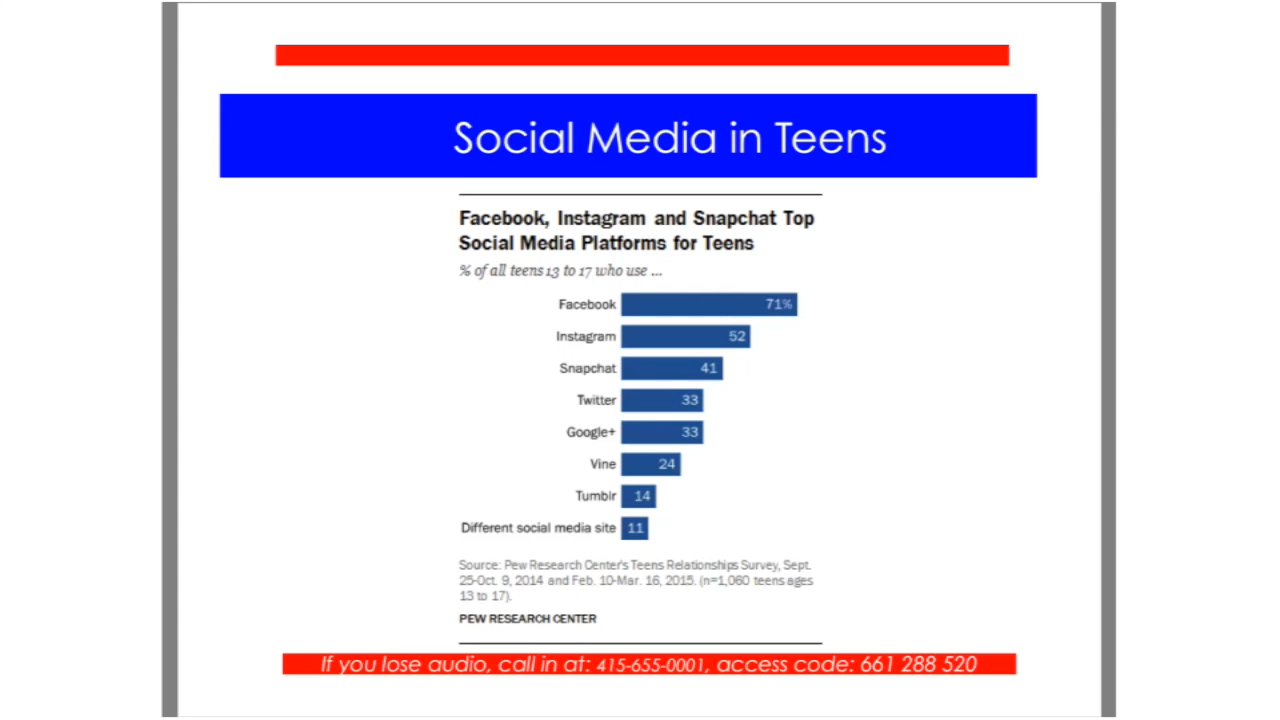 Social Media in Teens
Facebook, Instagram and Snapchat Top
Social Media Platforms for Teens
% of all teens 13 to 17 who use ...
Facebook 71%
Instagram 52
Snapchat 41
Twitter 33
Google+ 33
Vine 24
Tumblr 14
Different social media site 11
Source: Pew Research Center's Teens Relationships Survey, Sept.
25-Oct. 9, 2014 and Feb. 10-Mar. 16, 2015. (n=1,060 teens ages
13 to 17).
PEW RESEARCH CENTER
If you lose audio, call in at: 415-655-0001, access code: 661 288 520